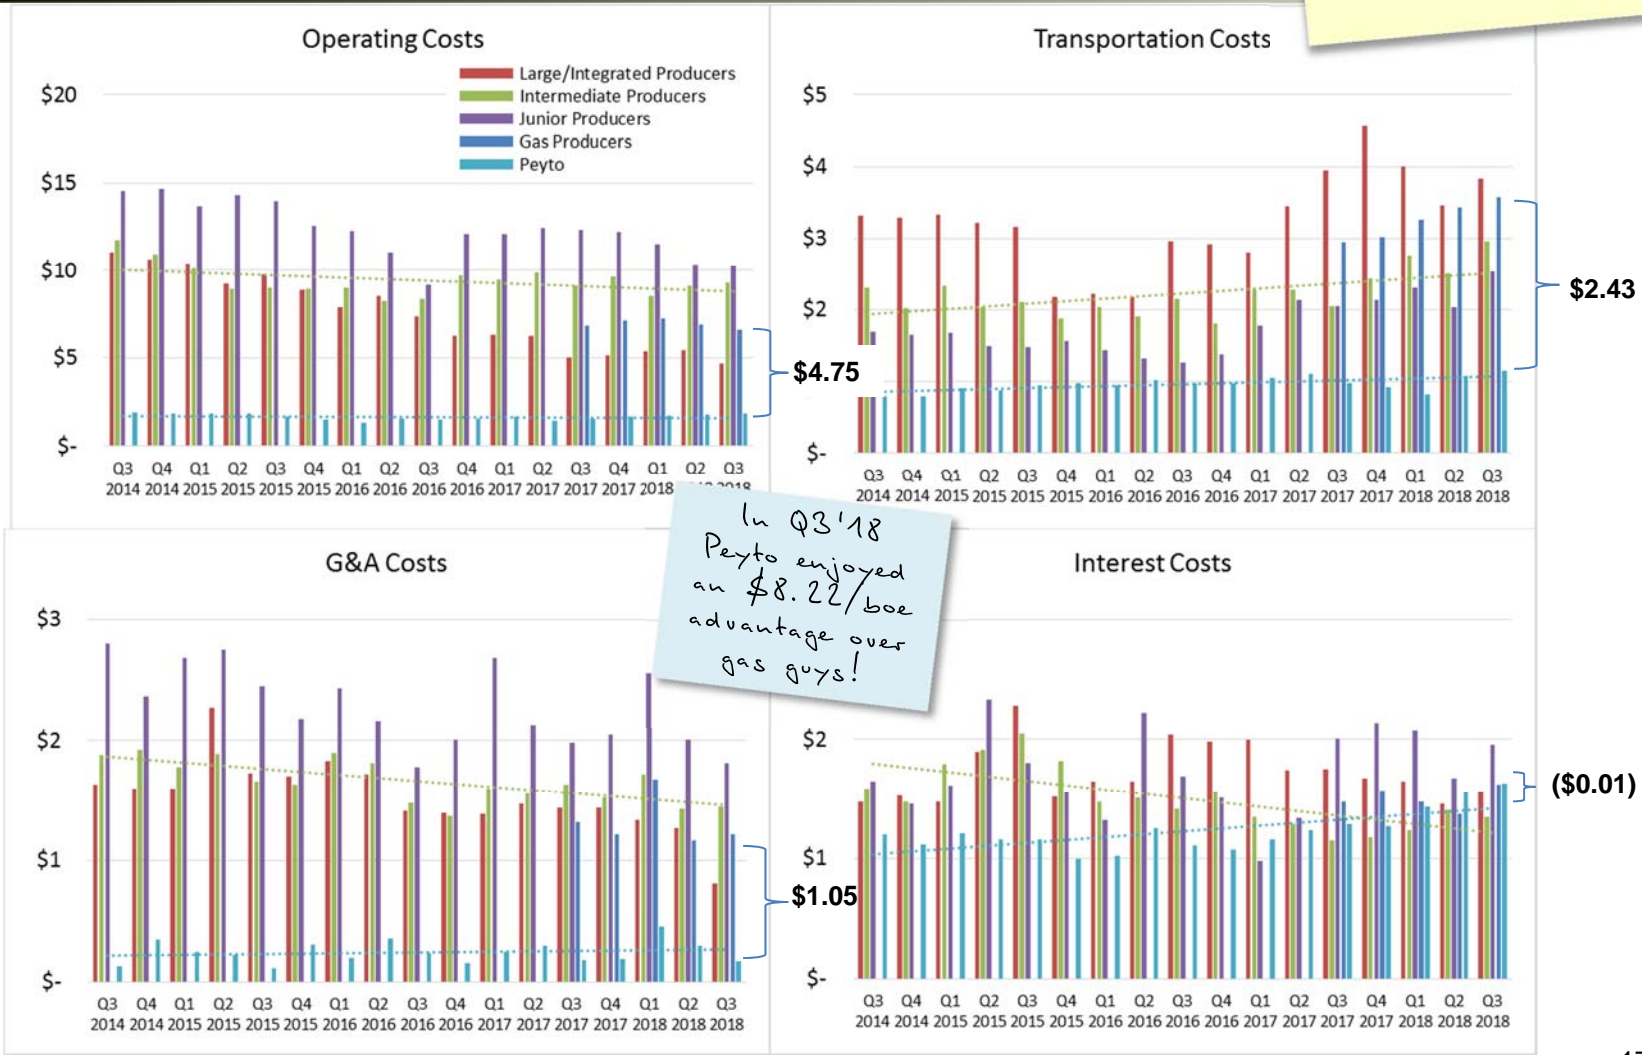 Operating Costs
Large/Integrated Producers
Intermediate Producers
Junior Producers
Gas Producers
Peyto
$20
$15
$10
$5
$-
$4.75
Q3 Q4 Q1 Q2 Q3 Q4 Q1 Q2 Q3 Q4 Q1 Q2 Q3 Q4 Q1 Q2 Q3
2014 2014 2015 2015 2015 2015 2016 2016 2016 2016 2017 2017 2017 2017 2018 2018
Transportation Costs
$5
$4
$3
$2
$-
$2.43
Q3 Q4 Q1 Q2 Q3 Q4 Q1 Q2 Q3 Q4 Q1 Q2 Q3 Q4 Q1 Q2 Q3
2014 2014 2015 2015 2015 2015 2016 2016 2016 2016 2017 2017 2017 2017 2018 2018 2018
In Q3'18
Peyto enjoyed
an $8.22/boe
advantage over
gas guys!
G&A Costs
$3
$2
$1
$-
$1.05
Q3 Q4 Q1 Q2 Q3 Q4 Q1 Q2 Q3 Q4 Q1 Q2 Q3 Q4 Q1 Q2 Q3
2014 2014 2015 2015 2015 2015 2016 2016 2016 2016 2017 2017 2017 2017 2018 2018 2018
Interest Costs
$2
$1
$-
($0.01)
Q3 Q4 Q1 Q2 Q3 Q4 Q1 Q2 Q3 Q4 Q1 Q2 Q3 Q4 Q1 Q2 Q3
2014 2014 2015 2015 2015 2015 2016 2016 2016 2016 2017 2017 2017 2017 2018 2018 2018